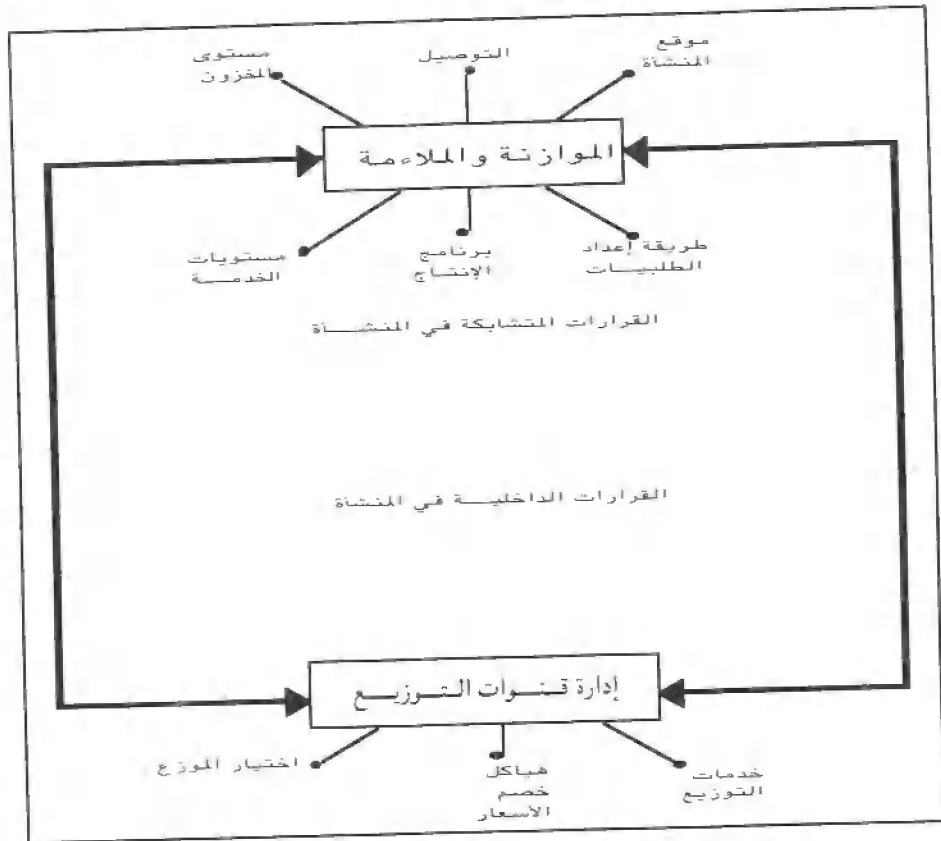 موقع
المنشأة
التوصيل
مستوى
المخزون
الموازنة والملاءمة
طريقة إعداد
الطلبيات
برنامج
الإنتاج
مستويات
الخدمة
القرارات المتشابكة في المنشأة
القرارات الداخلية في المنشأة
إدارة قنوات التوزيع
خدمات
التوزيع
هياكل
خصم
الأسعار
اختيار الموزع